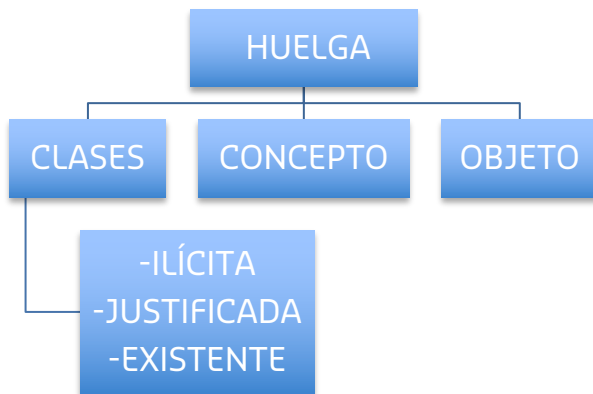 HUELGA
CLASES
CONCEPTO
OBJETO
-ILÍCITA
-JUSTIFICADA
-EXISTENTE